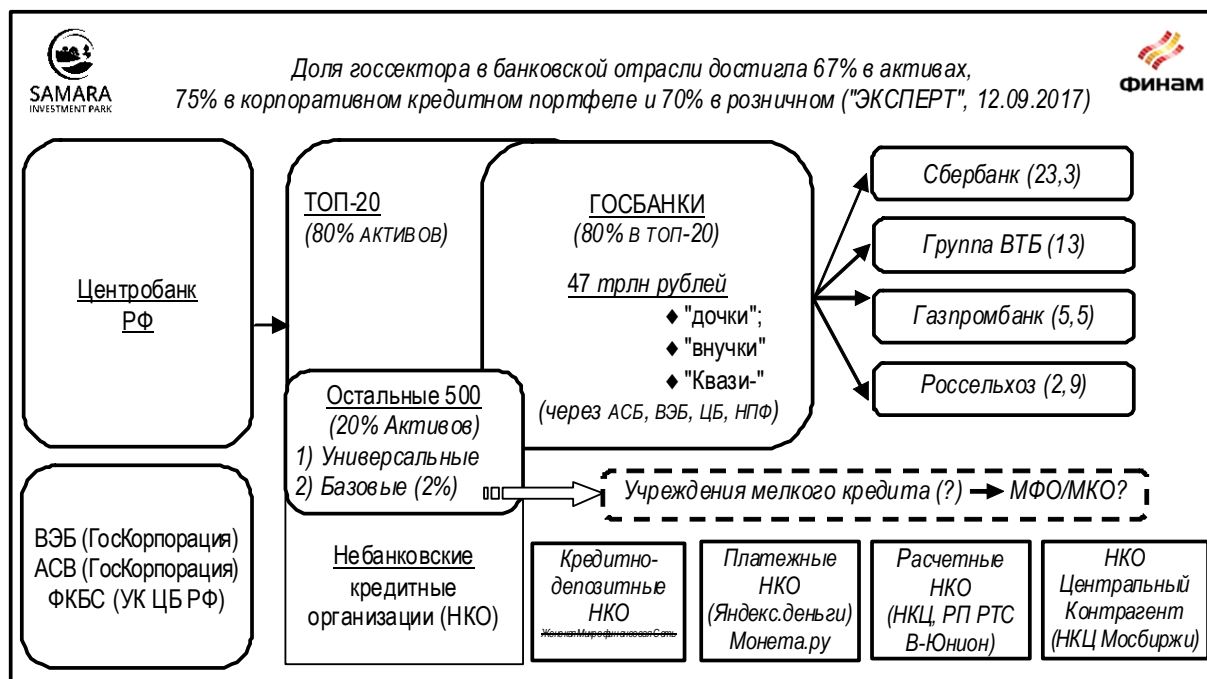 SAMARA
INVESTMENT PARK
Доля госсектора в банковской отрасли достигла 67% в активах,
75% в корпоративном кредитном портфеле и 70% в розничном ("ЭКСПЕРТ", 12.09.2017)
ФИНАМ
Центробанк
РФ
ТОП-20
(80% АКТИВОВ)
ГОСБАНКИ
(80% В ТОП-20)
47 трлн рублей
♦ "дочки";
♦ "внучки"
♦ "Квази-"
(через АСБ, ВЭБ, ЦБ, НПФ)
Сбербанк (23,3)
Группа ВТБ (13)
Газпромбанк (5,5)
Россельхоз (2,9)
Остальные 500
(20% Активов)
1) Универсальные
2) Базовые (2%)
Учреждения мелкого кредита (?) → МФО/МКО?
ВЭБ (ГосКорпорация)
АСВ (ГосКорпорация)
ФКБС (УК ЦБ РФ)
Небанковские
кредитные
организации (НКО)
Кредитно-
депозитные
НКО
Женская Микрофинансовая Сеть
Платежные
НКО
(Яндекс.деньги)
Монета.ру
Расчетные
НКО
(НКЦ, РП РТС
В-Юнион)
НКО
Центральный
Контрагент
(НКЦ Мосбиржи)